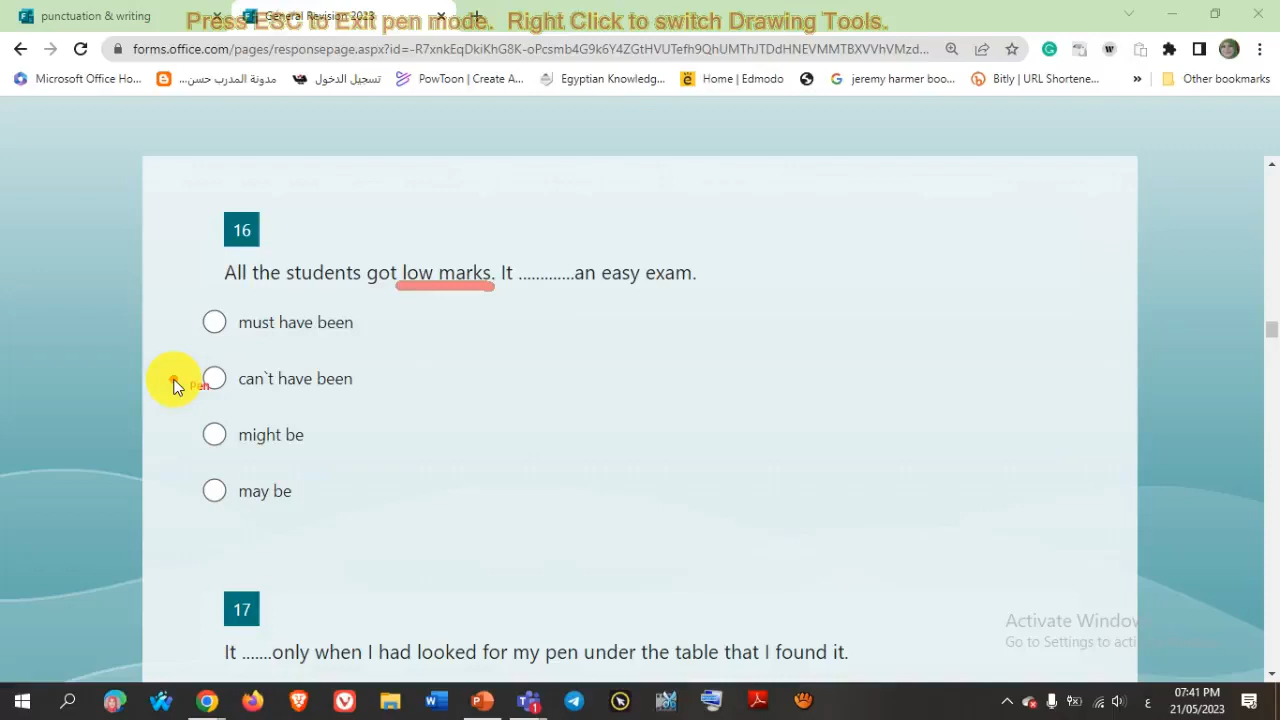 punctuation & writing
General Revision 2023
Press ESC to Exit pen mode. Right Click to switch Drawing Tools.
forms.office.com/pages/responsepage.aspx?id=-R7xnkEqDkiKhG8K-oPcsmb4G9k6Y4ZGtHVUTefh9QhUMThJTDdHNEVMMTBXVVhVMzd...
Microsoft Office Ho...
مدونة المدرب حسن...
تسجيل الدخول
PowToon | Create A...
Egyptian Knowledg...
Home | Edmodo
jeremy harmer boo...
Bitly | URL Shortene...
»
Other bookmarks
16
All the students got low marks. It .............an easy exam.
must have been
can`t have been
Pen
might be
may be
17
It .......only when I had looked for my pen under the table that I found it.
Activate Window
Go to Settings to acti
07:41 PM
21/05/2023
ع